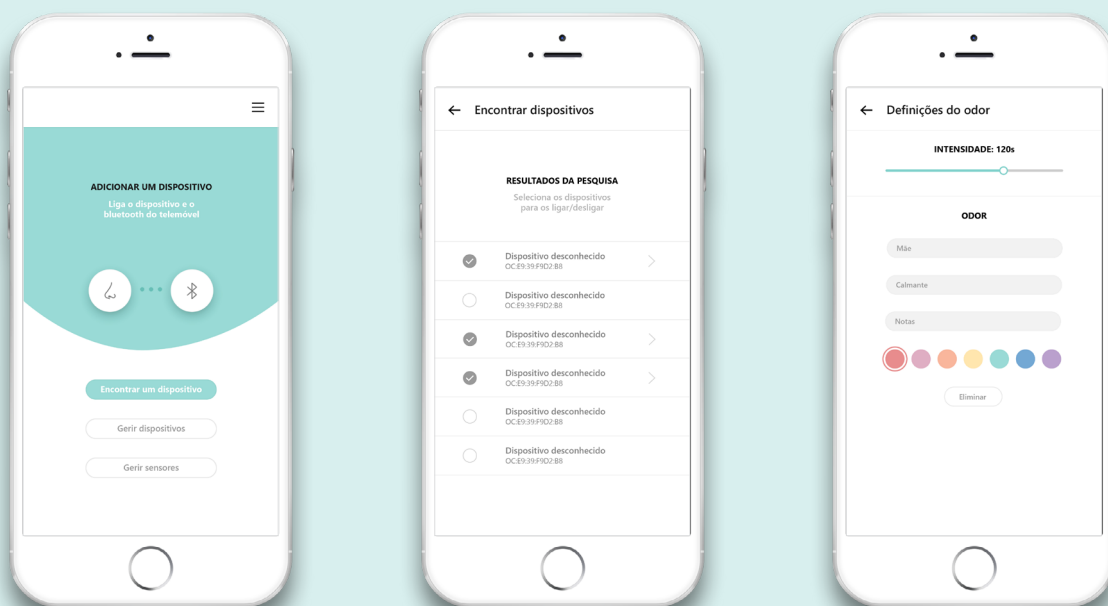 ADICIONAR UM DISPOSITIVO
Liga o dispositivo e o
bluetooth do telemóvel
Encontrar um dispositivo
Gerir dispositivos
Gerir sensores
Encontrar dispositivos
RESULTADOS DA PESQUISA
Seleciona os dispositivos
para os ligar/desligar
Dispositivo desconhecido
OC:E9:39:F9D2:B8
Dispositivo desconhecido
OC:E9:39:F9D2:B8
Dispositivo desconhecido
OC:E9:39:F9D2:B8
Dispositivo desconhecido
OC:E9:39:F9D2:B8
Dispositivo desconhecido
OC:E9:39:F9D2:B8
Dispositivo desconhecido
OC:E9:39:F9D2:B8
Definições do odor
INTENSIDADE: 120s
ODOR
Mãe
Calmante
Notas
Eliminar